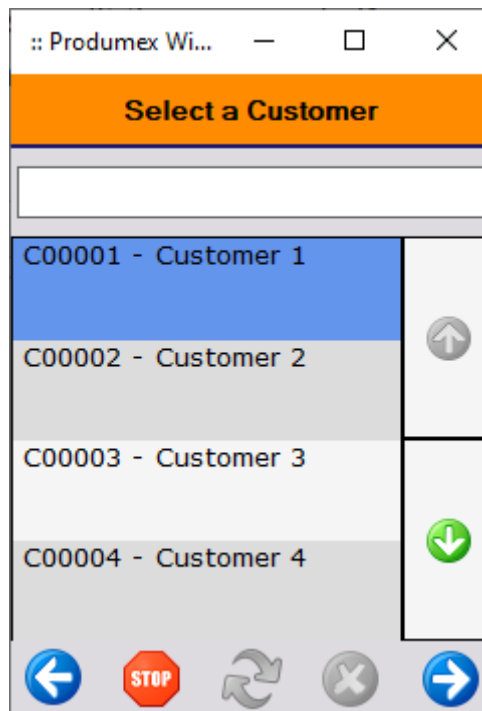 :: Produmex Wi...
Select a Customer
C00001 - Customer 1
C00002 - Customer 2
C00003 - Customer 3
C00004 - Customer 4
STOP